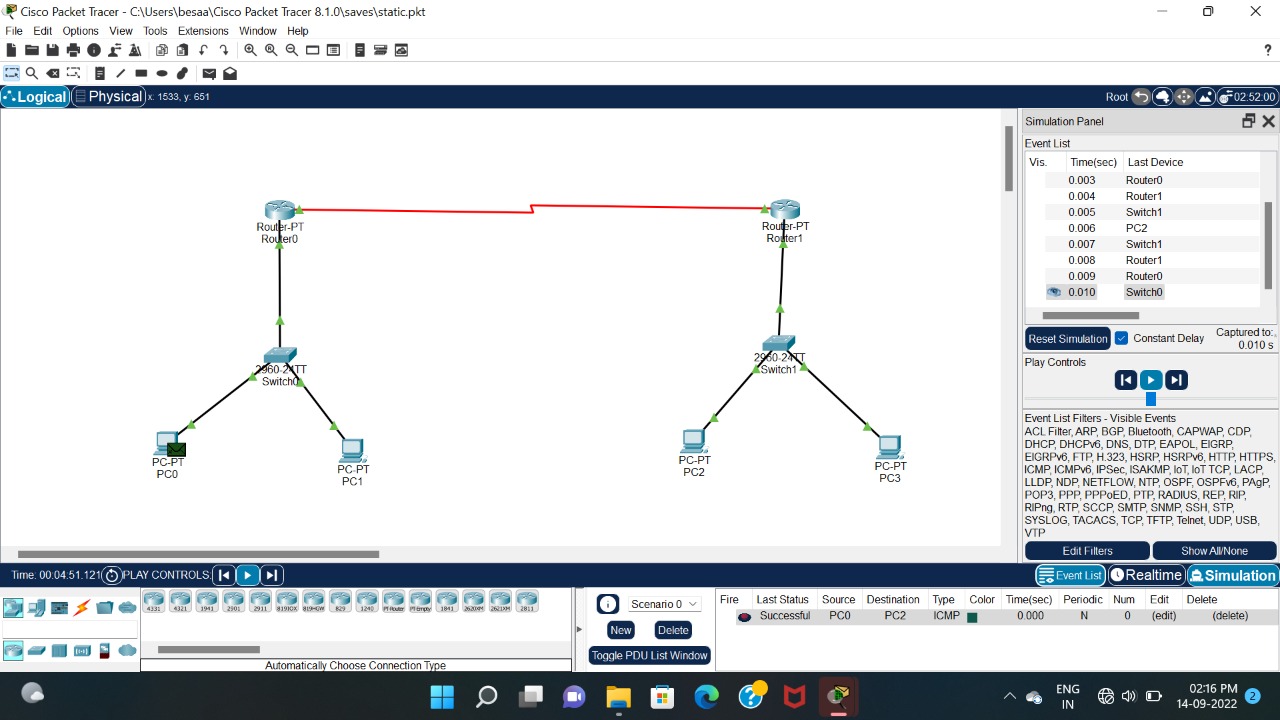 Cisco Packet Tracer - C:\Users\besaa\Cisco Packet Tracer 8.1.0\saves\static.pkt
File Edit Options View Tools Extensions Window Help
?
Logical Physical x: 1533, y: 651
Root 02:52:00
Router-PT
Router0
Router-PT
Router1
2960-24TT
Switch0
2960-24TT
Switch1
PC-PT
PC0
PC-PT
PC1
PC-PT
PC2
PC-PT
PC3
Simulation Panel
Event List
Vis. Time(sec) Last Device
0.003 Router0
0.004 Router1
0.005 Switch1
0.006 PC2
0.007 Switch1
0.008 Router1
0.009 Router0
0.010 Switch0
Reset Simulation Constant Delay Captured to:
0.010 s
Play Controls
Event List Filters - Visible Events
ACL Filter, ARP, BGP, Bluetooth, CAPWAP, CDP,
DHCP, DHCPv6, DNS, DTP, EAPOL, EIGRP,
EIGRPv6, FTP, H.323, HSRP, HSRPv6, HTTP, HTTPS,
ICMP, ICMPv6, IPSec, ISAKMP, IoT, IoT TCP, LACP,
LLDP, NDP, NETFLOW, NTP, OSPF, OSPFv6, PAgP,
POP3, PPP, PPPoED, PTP, RADIUS, REP, RIP,
RIPng, RTP, SCCP, SMTP, SNMP, SSH, STP,
SYSLOG, TACACS, TCP, TFTP, Telnet, UDP, USB,
VTP
Edit Filters Show All/None
Time: 00:04:51.121 PLAY CONTROLS:
Event List Realtime Simulation
4331 4321 1941 2901 2911 819IOX 819HGW 829 1240 PT-Router PT-Empty 1841 2620XM 2621XM 2811
Automatically Choose Connection Type
Scenario 0
New Delete
Toggle PDU List Window
Fire Last Status Source Destination Type Color Time(sec) Periodic Num Edit Delete
Successful PC0 PC2 ICMP 0.000 N 0 (edit) (delete)
ENG
IN
02:16 PM
14-09-2022
2